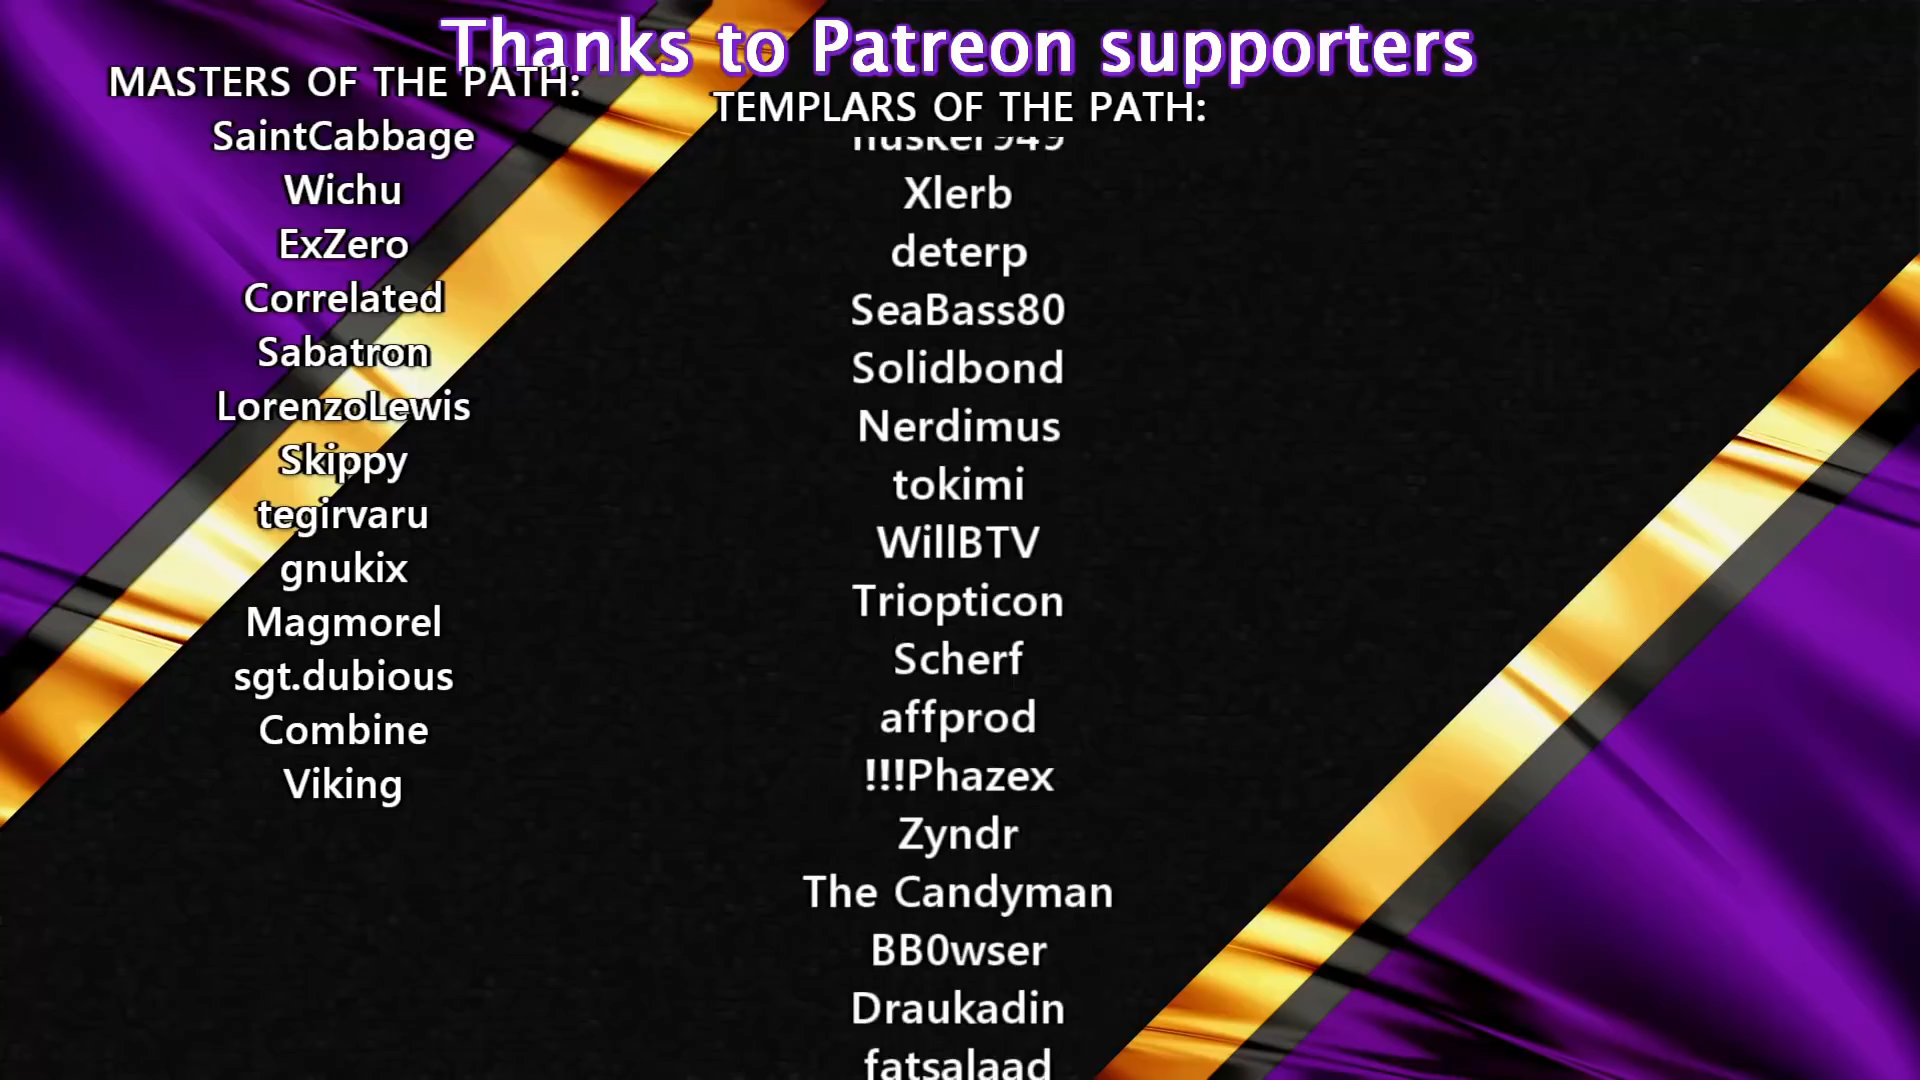 Thanks to Patreon supporters
MASTERS OF THE PATH:
SaintCabbage
Wichu
ExZero
Correlated
Sabatron
LorenzoLewis
Skippy
tegirvaru
gnukix
Magmorel
sgt.dubious
Combine
Viking
TEMPLARS OF THE PATH:
Xlerb
deterp
SeaBass80
Solidbond
Nerdimus
tokimi
WillBTV
Triopticon
Scherf
affprod
!!!Phazex
Zyndr
The Candyman
BB0wser
Draukadin
fatsalaad